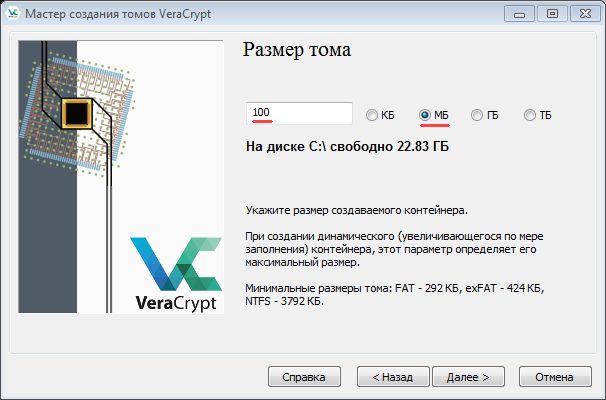 Мастер создания томов VeraCrypt
Размер тома
100
КБ
МБ
ГБ
ТБ
На диске C:\ свободно 22.83 ГБ
Укажите размер создаваемого контейнера.
При создании динамического (увеличивающегося по мере
заполнения) контейнера, этот параметр определяет его
максимальный размер.
Минимальные размеры тома: FAT - 292 КБ, exFAT - 424 КБ,
NTFS - 3792 КБ.
VeraCrypt
Справка
< Назад
Далее >
Отмена